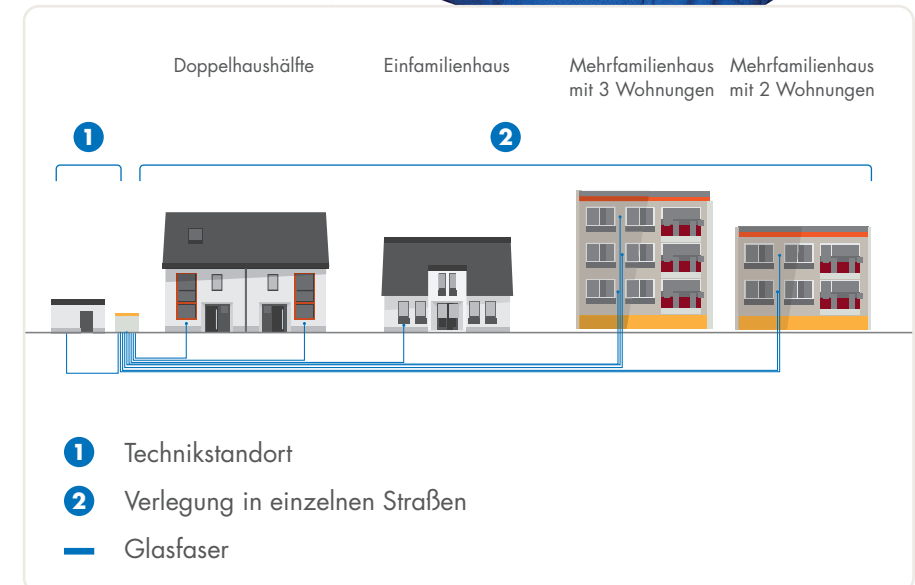 Doppelhaushälfte
Einfamilienhaus
Mehrfamilienhaus
mit 3 Wohnungen
Mehrfamilienhaus
mit 2 Wohnungen
1
2
1 Technikstandort
2 Verlegung in einzelnen Straßen
Glasfaser